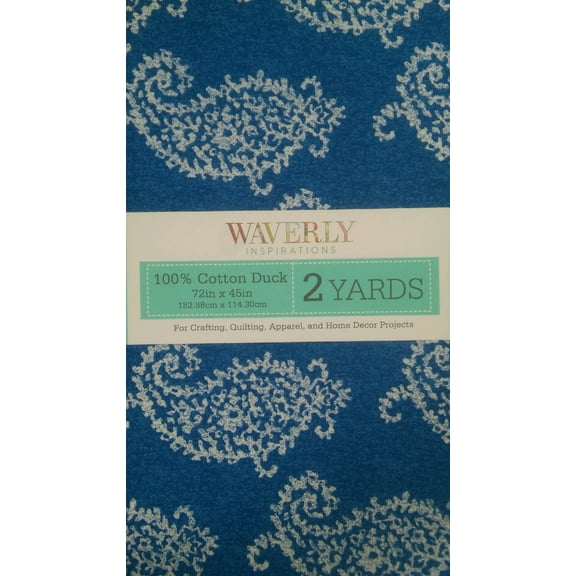 WAVERLY
INSPIRATIONS
100% Cotton Duck
72in x 45in
182.88cm x 114.30cm
2 YARDS
For Crafting, Quilting, Apparel, and Home Decor Projects